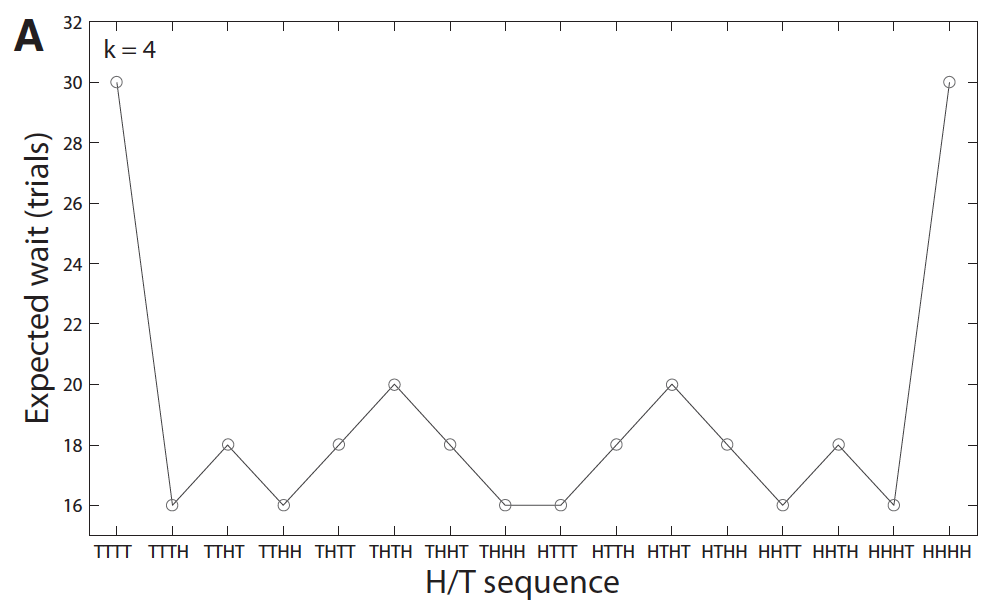 A
k = 4
Expected wait (trials)
32
30
28
26
24
22
20
18
16
TTTT TTTH TTHT TTHH THTT THTH THHT THHH HTTT HTTH HTHT HTHH HHTT HHTH HHHT HHHH
H/T sequence